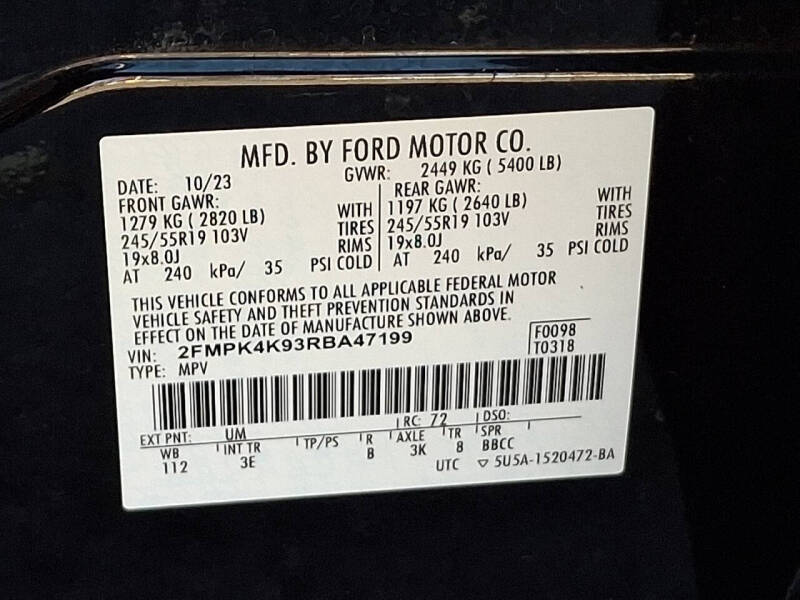 MFD. BY FORD MOTOR CO.
DATE: 10/23 GVWR: 2449 KG ( 5400 LB)
FRONT GAWR: REAR GAWR:
1279 KG ( 2820 LB) WITH 1197 KG ( 2640 LB) WITH
245/55R19 103V TIRES 245/55R19 103V TIRES
19x8.0J RIMS 19x8.0J RIMS
AT 240 kPa/ 35 PSI COLD AT 240 kPa/ 35 PSI COLD
THIS VEHICLE CONFORMS TO ALL APPLICABLE FEDERAL MOTOR
VEHICLE SAFETY AND THEFT PREVENTION STANDARDS IN
EFFECT ON THE DATE OF MANUFACTURE SHOWN ABOVE.
VIN: 2FMPK4K93RBA47199 F0098
TYPE: MPV T0318
EXT PNT: UM RC: 72 DSO:
WB INT TR TP/PS R AXLE TR SPR
112 3E B 3K 8 BBCC
UTC ▽ 5U5A-1520472-BA